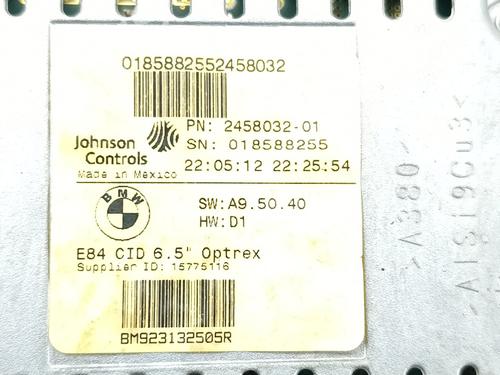 0185882552458032
PN: 2458032-01
SN: 018588255
Johnson Controls
Made in Mexico
22:05:12 22:25:54
BMW
SW:A9.50.40
HW:D1
E84 CID 6.5" Optrex
Supplier ID: 15775116
BM923132505R
>A380<
>AlSi9Cu3<